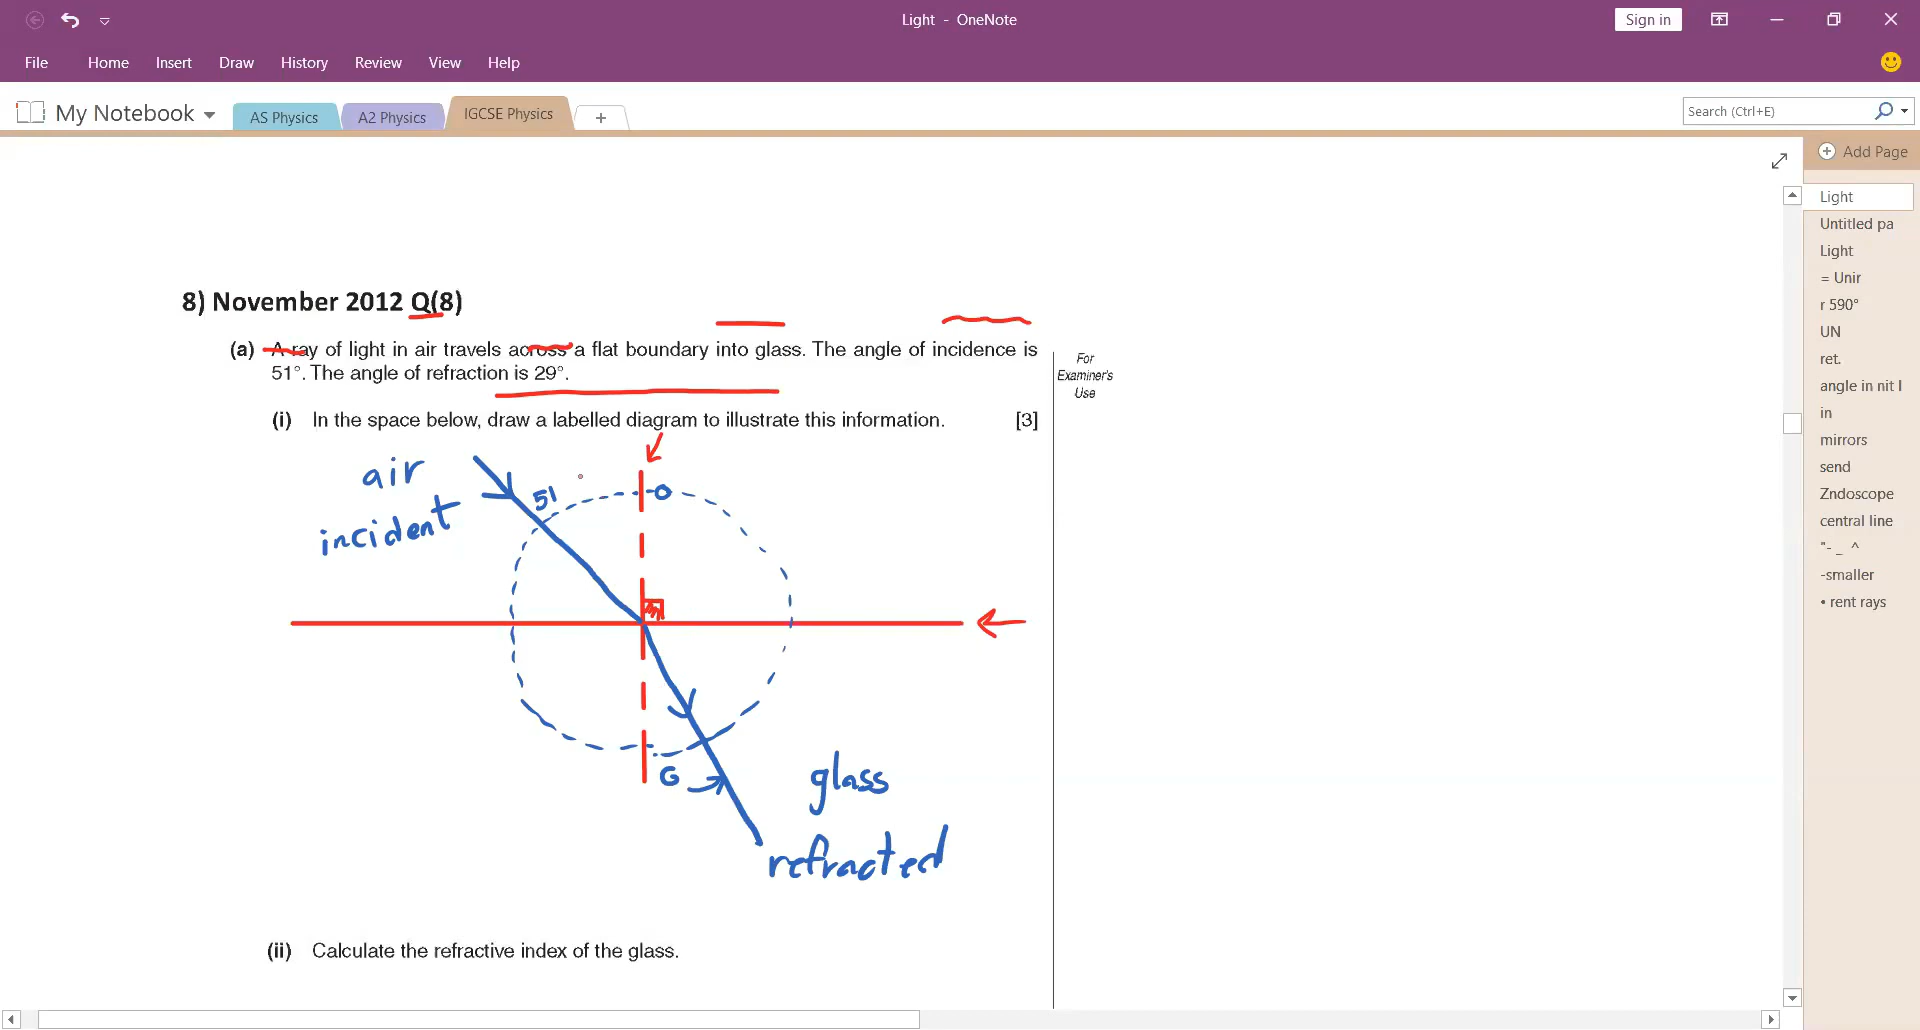 Light - OneNote
Sign in
File Home Insert Draw History Review View Help
My Notebook
AS Physics
A2 Physics
IGCSE Physics
Search (Ctrl+E)
Add Page
Light
Untitled pa
Light
= Unir
r 590°
UN
ret.
angle in nit I
in
mirrors
send
Zndoscope
central line
"- _ ^
-smaller
• rent rays
8) November 2012 Q(8)
(a) A ray of light in air travels across a flat boundary into glass. The angle of incidence is
51°. The angle of refraction is 29°.
For
Examiner's
Use
(i) In the space below, draw a labelled diagram to illustrate this information. [3]
air
incident
51
0
G
glass
refracted
(ii) Calculate the refractive index of the glass.